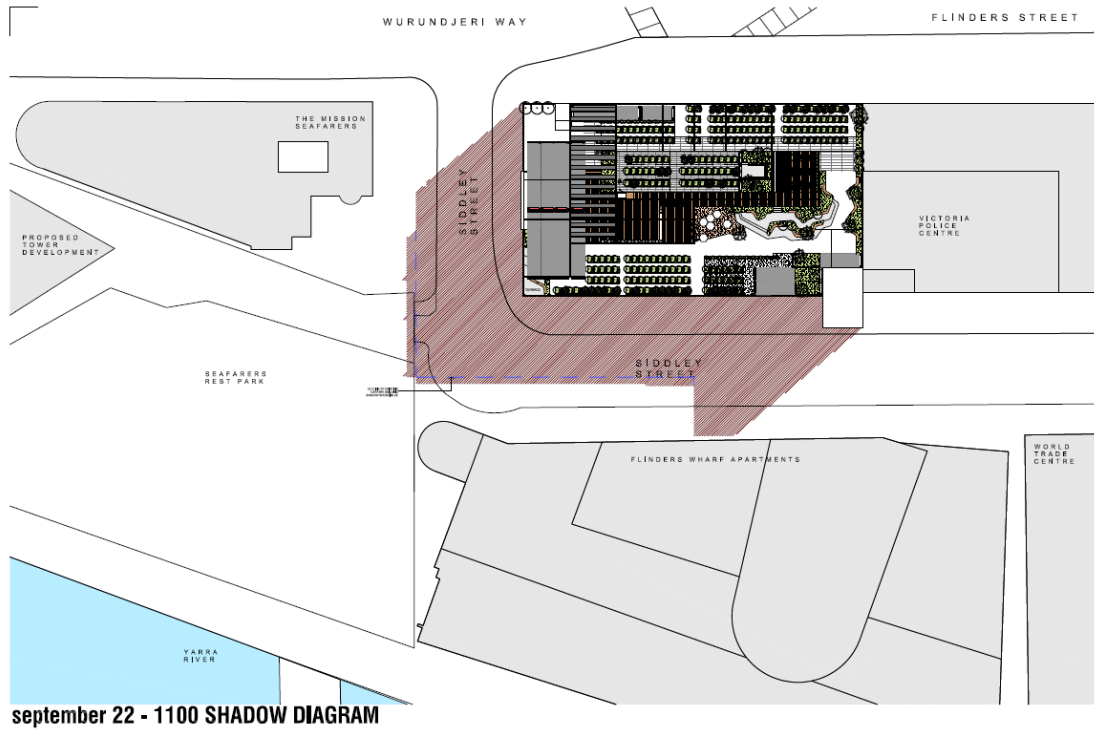 WURUNDJERI WAY
FLINDERS STREET
THE MISSION
SEAFARERS
SIDDLEY
STREET
VICTORIA
POLICE
CENTRE
PROPOSED
TOWER
DEVELOPMENT
SIDDLEY
STREET
SEAFARERS
REST PARK
FLINDERS WHARF APARTMENTS
WORLD
TRADE
CENTRE
YARRA
RIVER
september 22 - 1100 SHADOW DIAGRAM